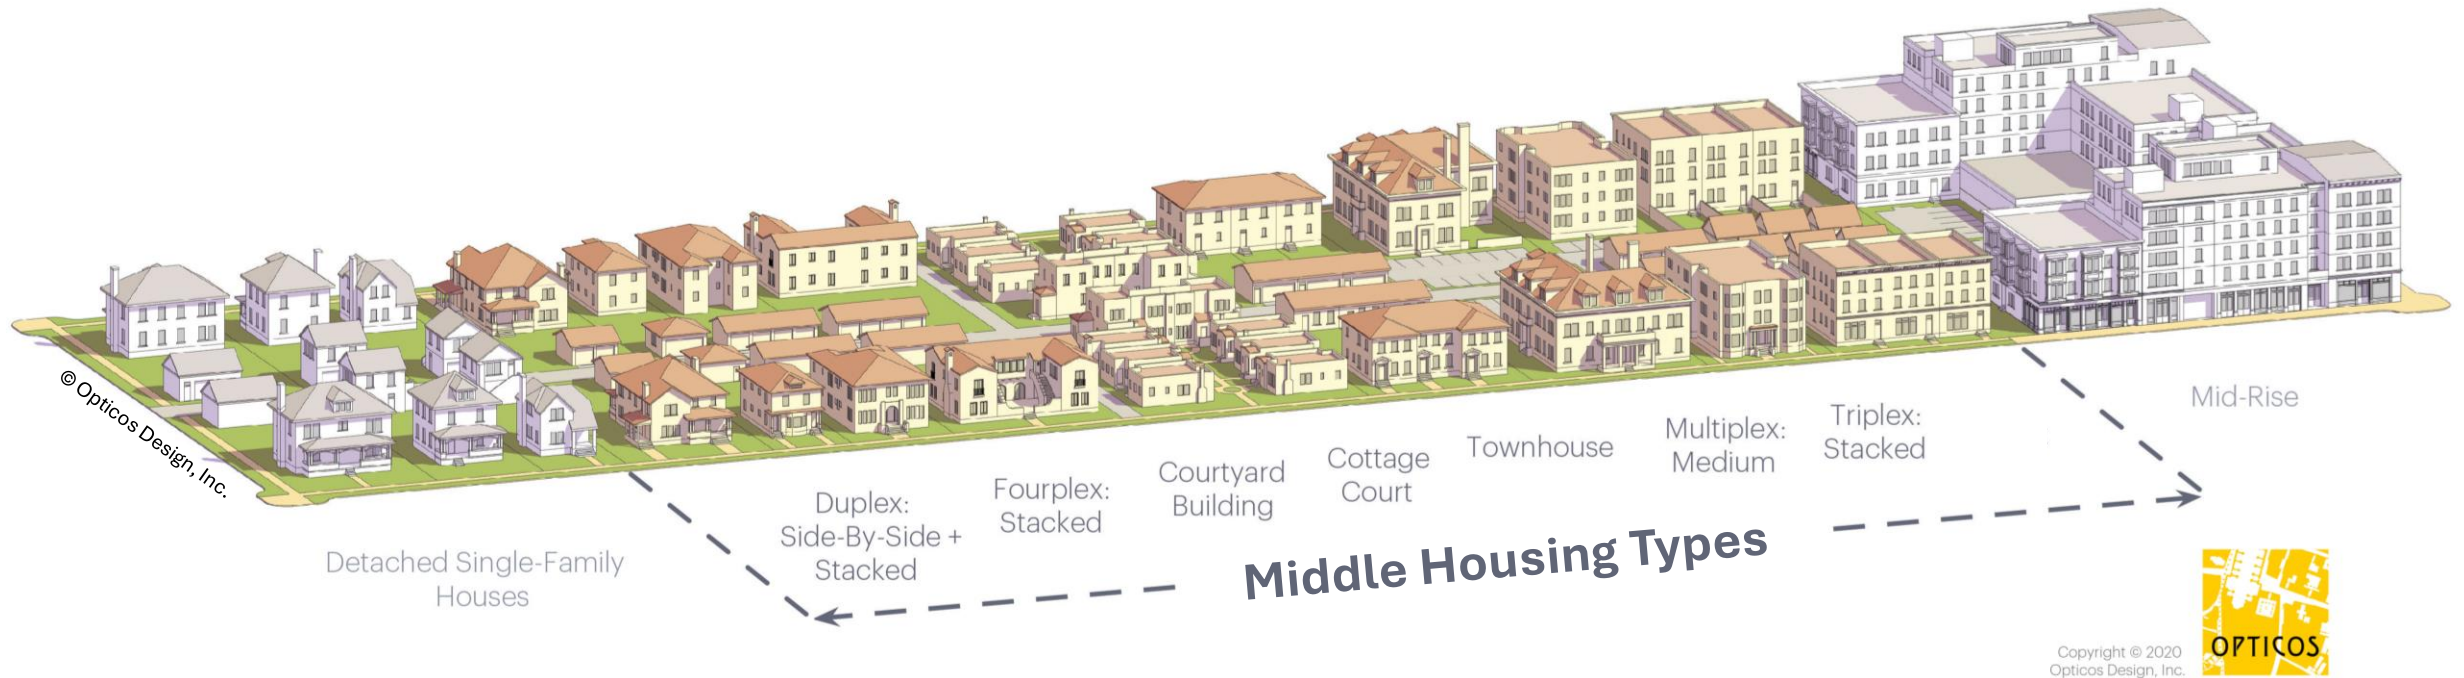 © Opticos Design, Inc.
Detached Single-Family
Houses
Duplex:
Side-By-Side +
Stacked
Fourplex:
Stacked
Courtyard
Building
Cottage
Court
Townhouse
Multiplex:
Medium
Triplex:
Stacked
Mid-Rise
Middle Housing Types
Copyright © 2020
Opticos Design, Inc.
OPTICOS